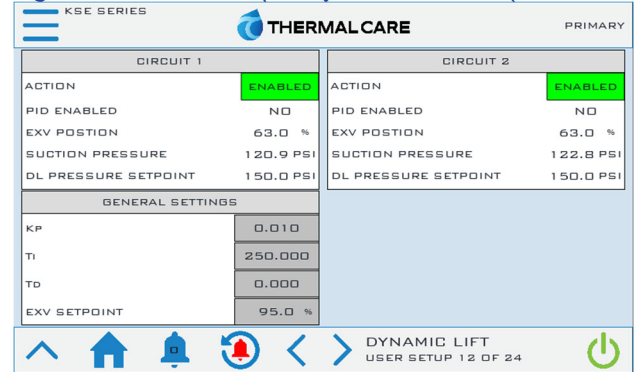 KSE SERIES
THERMALCARE
PRIMARY
CIRCUIT 1
ACTION ENABLED
PID ENABLED NO
EXV POSTION 63.0 %
SUCTION PRESSURE 120.9 PSI
DL PRESSURE SETPOINT 150.0 PSI
CIRCUIT 2
ACTION ENABLED
PID ENABLED NO
EXV POSTION 63.0 %
SUCTION PRESSURE 122.8 PSI
DL PRESSURE SETPOINT 150.0 PSI
GENERAL SETTINGS
KP 0.010
TI 250.000
TD 0.000
EXV SETPOINT 95.0 %
0
DYNAMIC LIFT
USER SETUP 12 OF 24